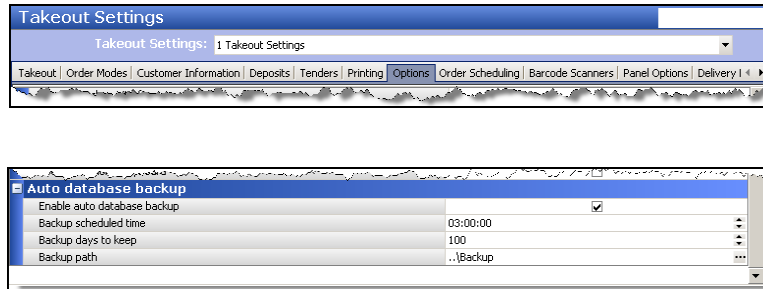 Takeout Settings
Takeout Settings: 1 Takeout Settings
Takeout Order Modes Customer Information Deposits Tenders Printing Options Order Scheduling Barcode Scanners Panel Options Delivery
Auto database backup
Enable auto database backup
Backup scheduled time 03:00:00
Backup days to keep 100
Backup path ..\Backup